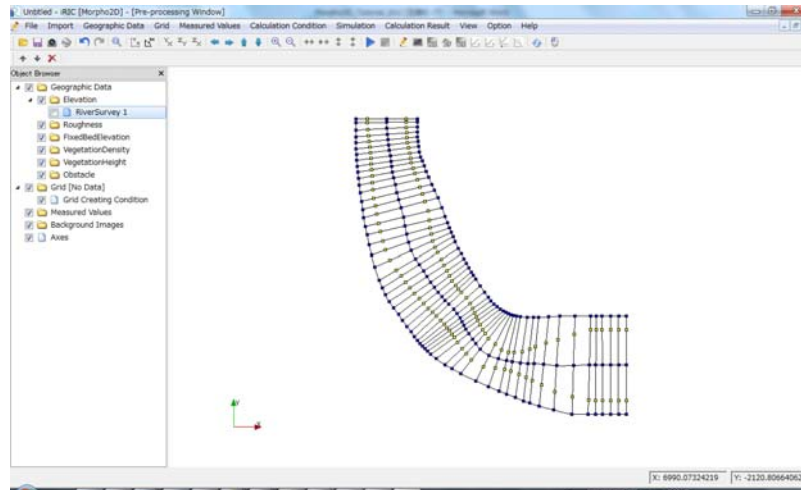 Untitled - iRIC [Morpho2D] - [Pre-processing Window]
File Import Geographic Data Grid Measured Values Calculation Condition Simulation Calculation Result View Option Help
Object Browser
Geographic Data
Elevation
RiverSurvey 1
Roughness
FixedBedElevation
VegetationDensity
VegetationHeight
Obstacle
Grid [No Data]
Grid Creating Condition
Measured Values
Background Images
Axes
Y
X
X: 6990.07324219 Y: -2120.80664062